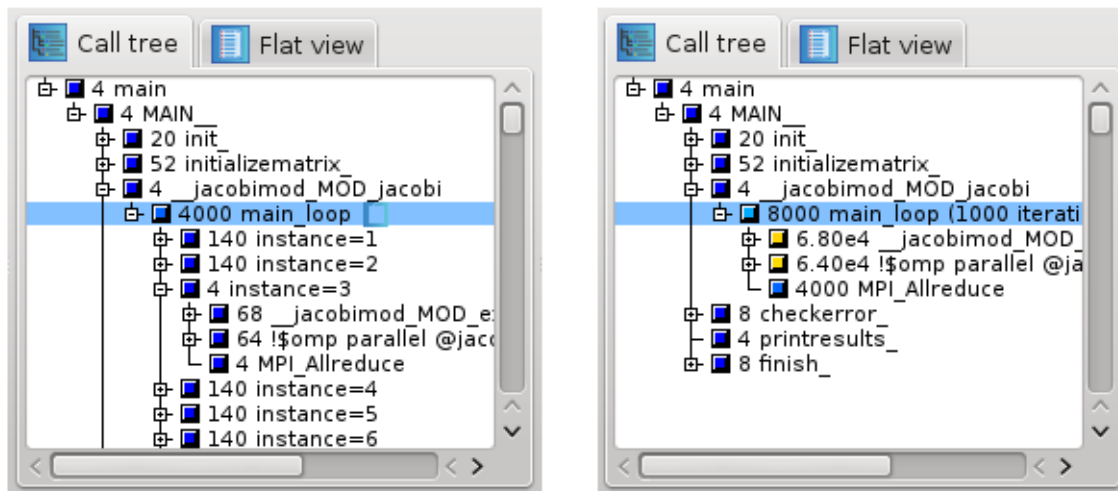 Call tree Flat view
4 main
4 MAIN__
20 init_
52 initializematrix_
4 __jacobimod_MOD_jacobi
4000 main_loop
140 instance=1
140 instance=2
4 instance=3
68 __jacobimod_MOD_e
64 !$omp parallel @jac
4 MPI_Allreduce
140 instance=4
140 instance=5
140 instance=6
Call tree Flat view
4 main
4 MAIN__
20 init_
52 initializematrix_
4 __jacobimod_MOD_jacobi
8000 main_loop (1000 iterati
6.80e4 __jacobimod_MOD_
6.40e4 !$omp parallel @ja
4000 MPI_Allreduce
8 checkerror_
4 printresults_
8 finish_